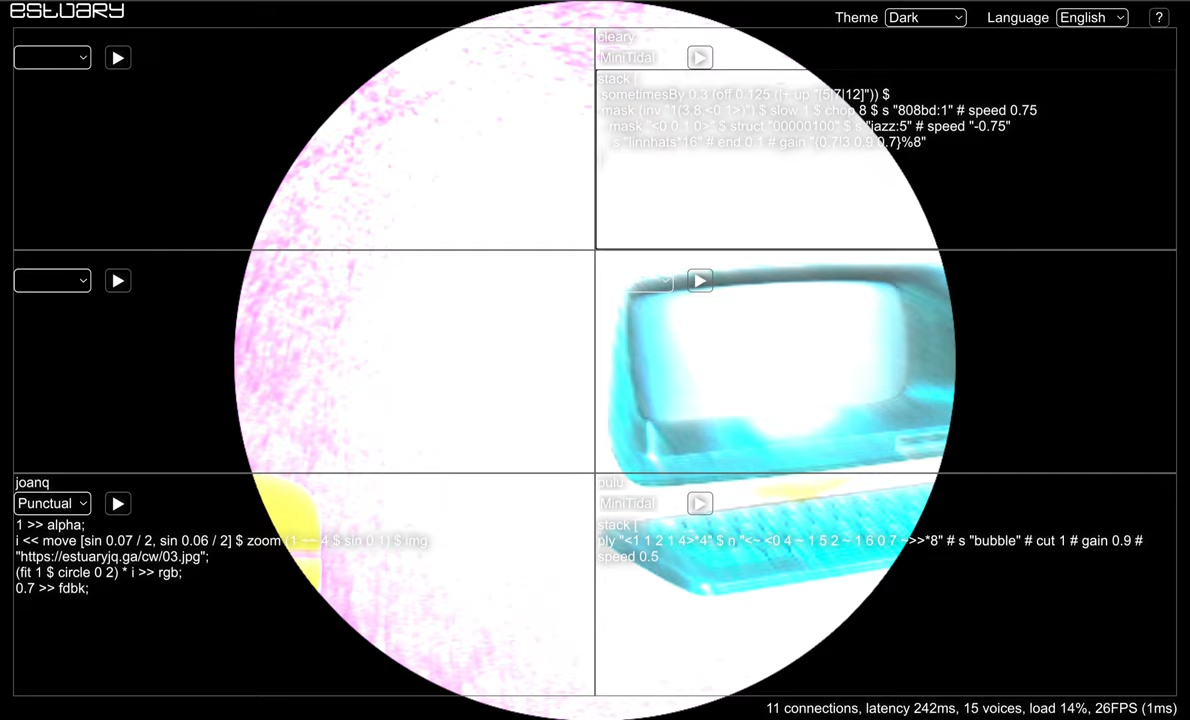 estuary
Theme Dark Language English ?
cleary
MiniTidal
stack [
sometimesBy 0.3 (off 0.125 (|+ up "[5|7|12]")) $
mask (inv "1(3,8,<0 1>)") $ slow 1 $ chop 8 $ s "808bd:1" # speed 0.75
mask "<0 0 1 0>" $ struct "00000100" $ s "jazz:5" # speed "-0.75"
s "linnhats*16" # end 0.1 # gain "{0.7!3 0.9 0.7}%8"
joanq
Punctual
1 >> alpha;
i << move [sin 0.07 / 2, sin 0.06 / 2] $ zoom (1 ~~ 4 $ sin 0.1) $ img
"https://estuaryjq.ga/cw/03.jpg";
(fit 1 $ circle 0 2) * i >> rgb;
0.7 >> fdbk;
pulu
MiniTidal
stack [
ply "<1 1 2 1 4>*4" $ n "<~ <0 4 ~ 1 5 2 ~ 1 6 0 7 ~>>*8" # s "bubble" # cut 1 # gain 0.9 #
speed 0.5
11 connections, latency 242ms, 15 voices, load 14%, 26FPS (1ms)